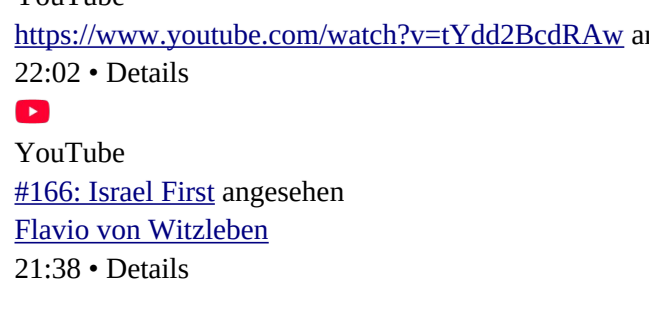 YouTube
https://www.youtube.com/watch?v=tYdd2BcdRAw
22:02 • Details
YouTube
#166: Israel First angesehen
Flavio von Witzleben
21:38 • Details